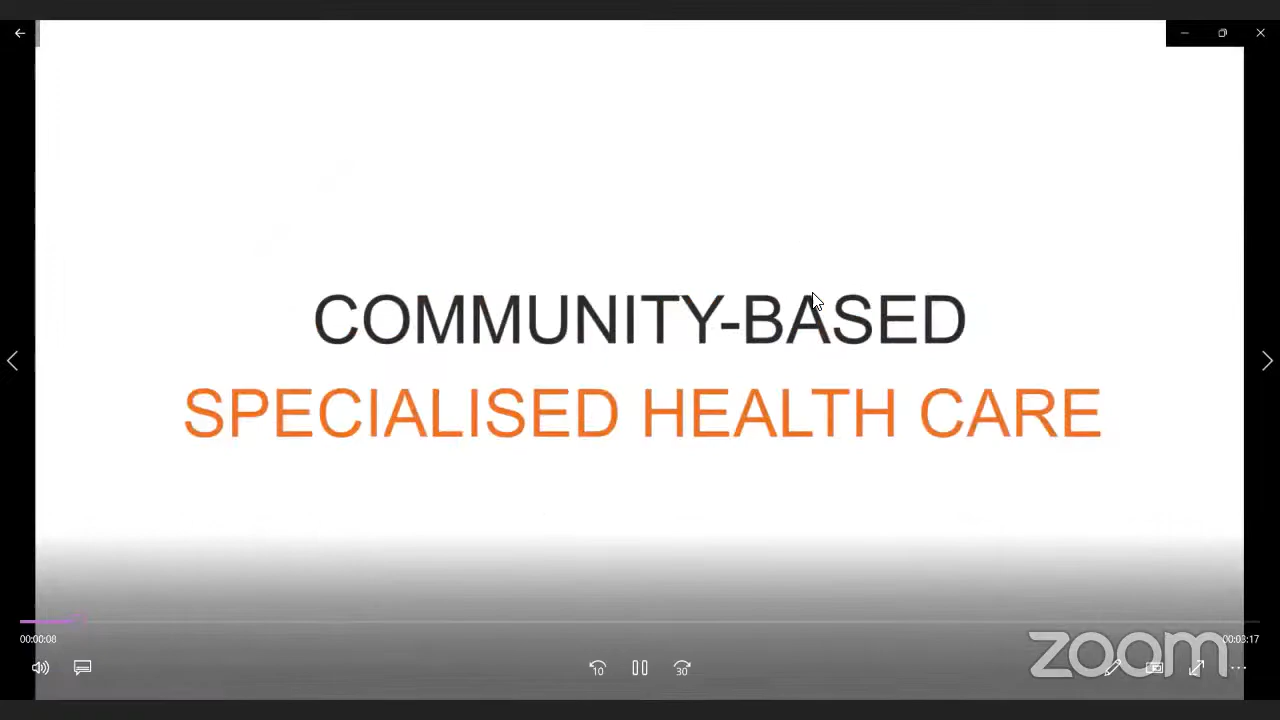 COMMUNITY-BASED
SPECIALISED HEALTH CARE
00:00:08
00:03:17
zoom
10
30